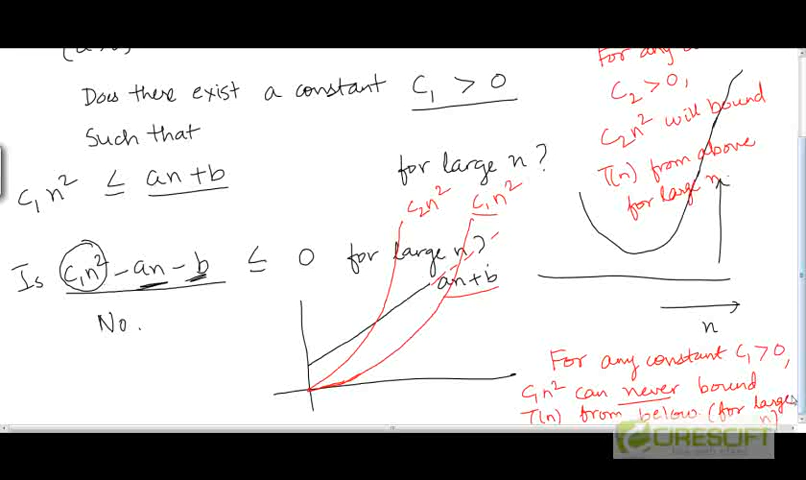 Does there exist a constant C₁ > 0
Such that
C₁n² ≤ an+b for large n?
Is C₁n² - an - b ≤ 0 for large n?
No.
C₂n²
C₁n²
an+b
For any
C₂ > 0,
C₂n² will bound
T(n) from above
for large n.
n
For any constant C₁>0,
C₁n² can never bound
T(n) from below (for large
n)
CIRESOFT